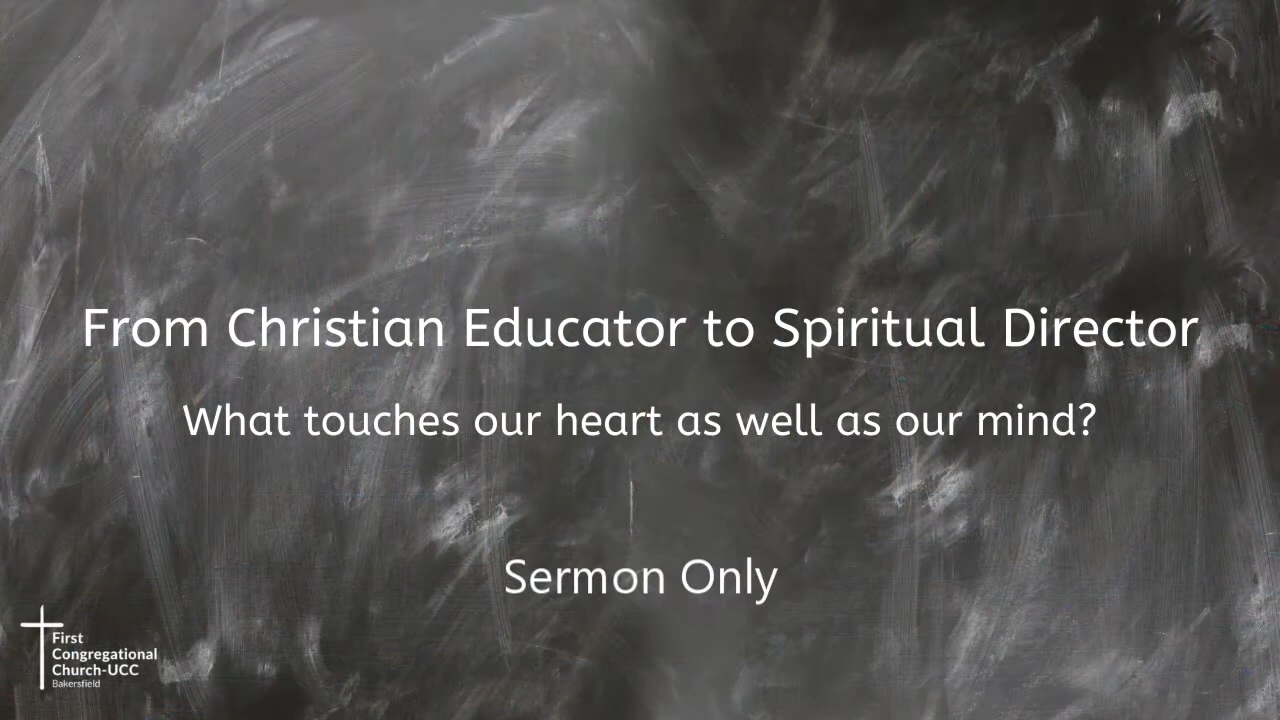 From Christian Educator to Spiritual Director
What touches our heart as well as our mind?
Sermon Only
First
Congregational
Church-UCC
Bakersfield